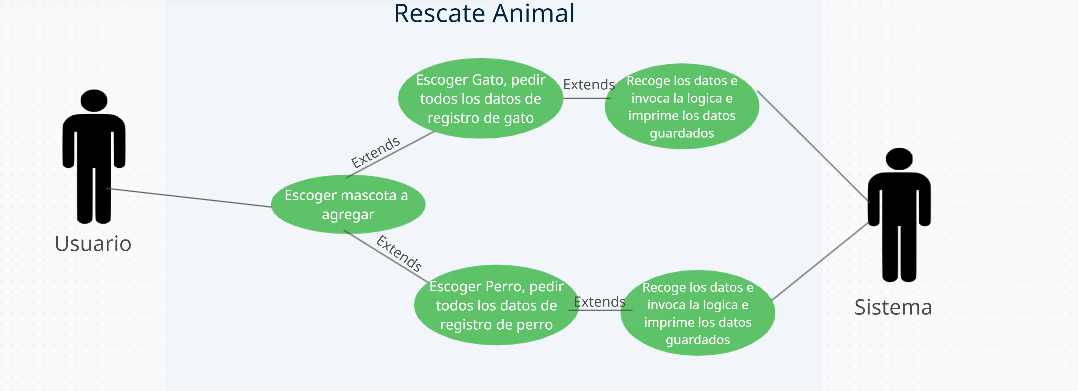 Rescate Animal
Escoger Gato, pedir
todos los datos de
registro de gato
Extends
Recoge los datos e
invoca la logica e
imprime los datos
guardados
Extends
Escoger mascota a
agregar
Usuario
Extends
Escoger Perro, pedir
todos los datos de
registro de perro
Extends
Recoge los datos e
invoca la logica e
imprime los datos
guardados
Sistema